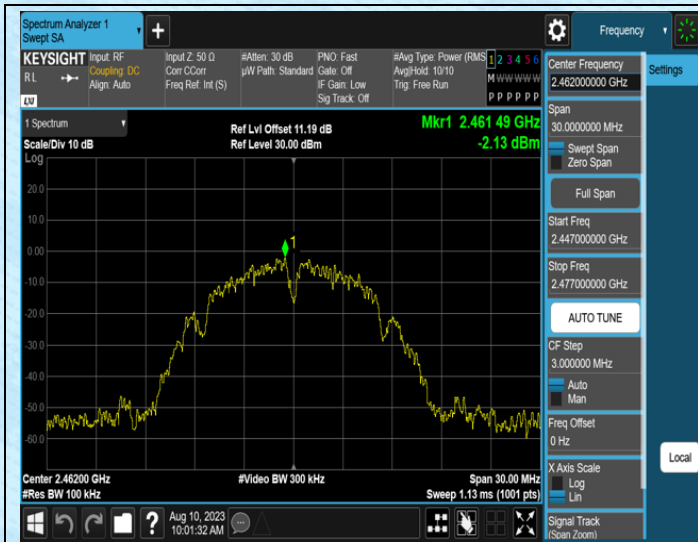 Spectrum Analyzer 1
Swept SA
+
Frequency
KEYSIGHT
RL
LXI
Input: RF
Coupling: DC
Align: Auto
Input Z: 50 Ω
Corr CCorr
Freq Ref: Int (S)
#Atten: 30 dB
µW Path: Standard
PNO: Fast
Gate: Off
IF Gain: Low
Sig Track: Off
#Avg Type: Power (RMS
Avg|Hold: 10/10
Trig: Free Run
1 2 3 4 5 6
M W W W W W
P P P P P P
1 Spectrum
Scale/Div 10 dB
Ref Lvl Offset 11.19 dB
Ref Level 30.00 dBm
Mkr1 2.461 49 GHz
-2.13 dBm
Log
20.0
10.0
0.00
-10.0
-20.0
-30.0
-40.0
-50.0
-60.0
1
Center 2.46200 GHz
#Res BW 100 kHz
#Video BW 300 kHz
Span 30.00 MHz
Sweep 1.13 ms (1001 pts)
Aug 10, 2023
10:01:32 AM
Center Frequency
2.462000000 GHz
Span
30.0000000 MHz
Swept Span
Zero Span
Full Span
Start Freq
2.447000000 GHz
Stop Freq
2.477000000 GHz
AUTO TUNE
CF Step
3.000000 MHz
Auto
Man
Freq Offset
0 Hz
X Axis Scale
Log
Lin
Signal Track
(Span Zoom)
Settings
Local